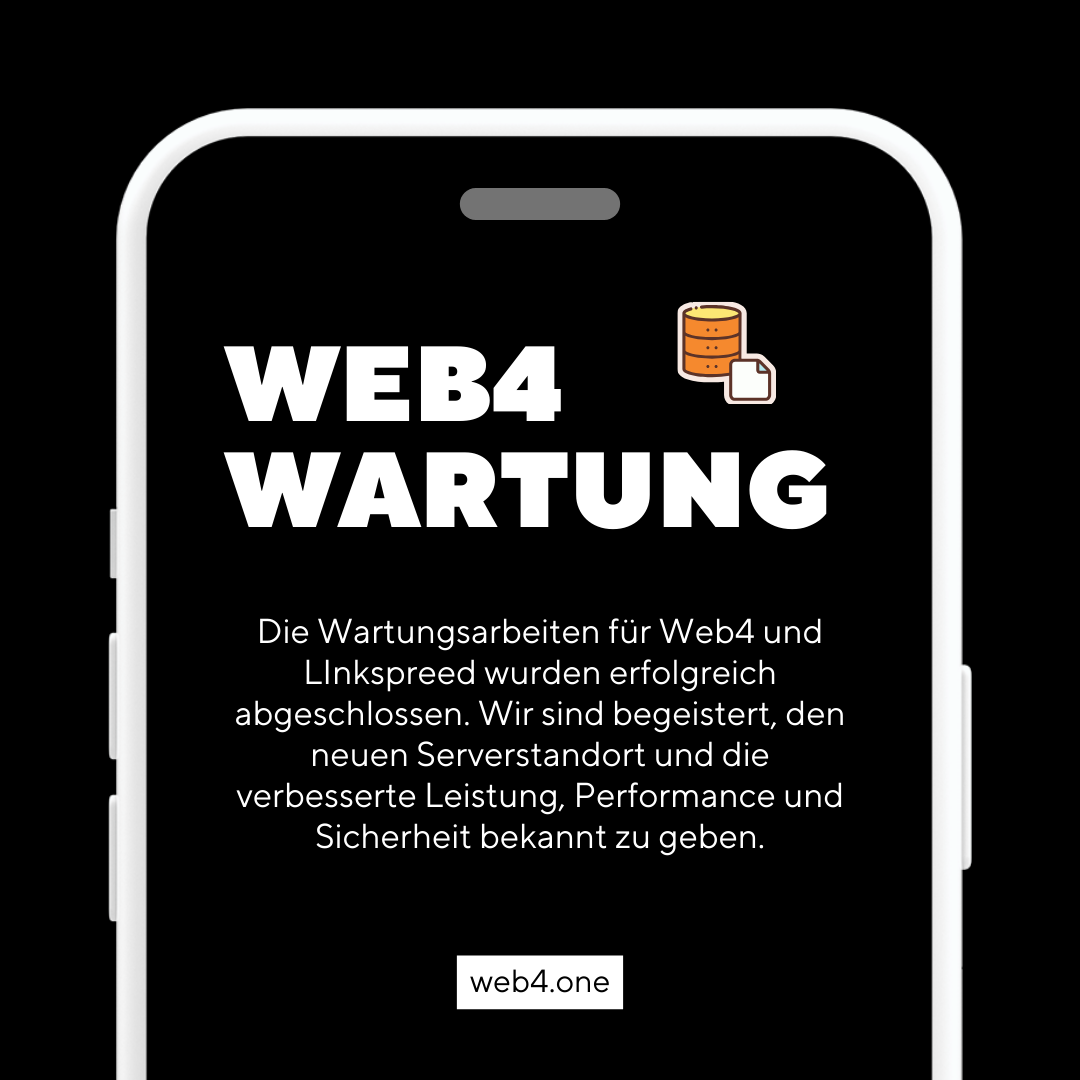 WEB4
WARTUNG
Die Wartungsarbeiten für Web4 und
LInkspreed wurden erfolgreich
abgeschlossen. Wir sind begeistert, den
neuen Serverstandort und die
verbesserte Leistung, Performance und
Sicherheit bekannt zu geben.
web4.one